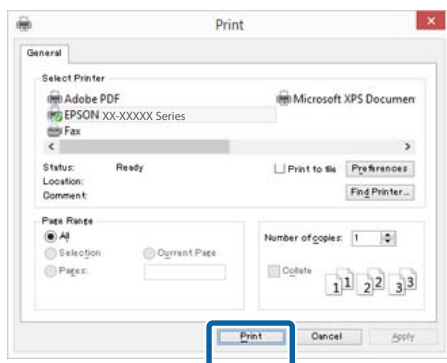 Print
General
Select Printer
Adobe PDF
Microsoft XPS Documen
EPSON XX-XXXXX Series
Fax
Status: Ready
Print to file
Preferences
Location:
Comment:
Find Printer...
Page Range
All
Number of copies: 1
Selection
Current Page
Pages:
Collate
1 1 2 2 3 3
Print
Cancel
Apply